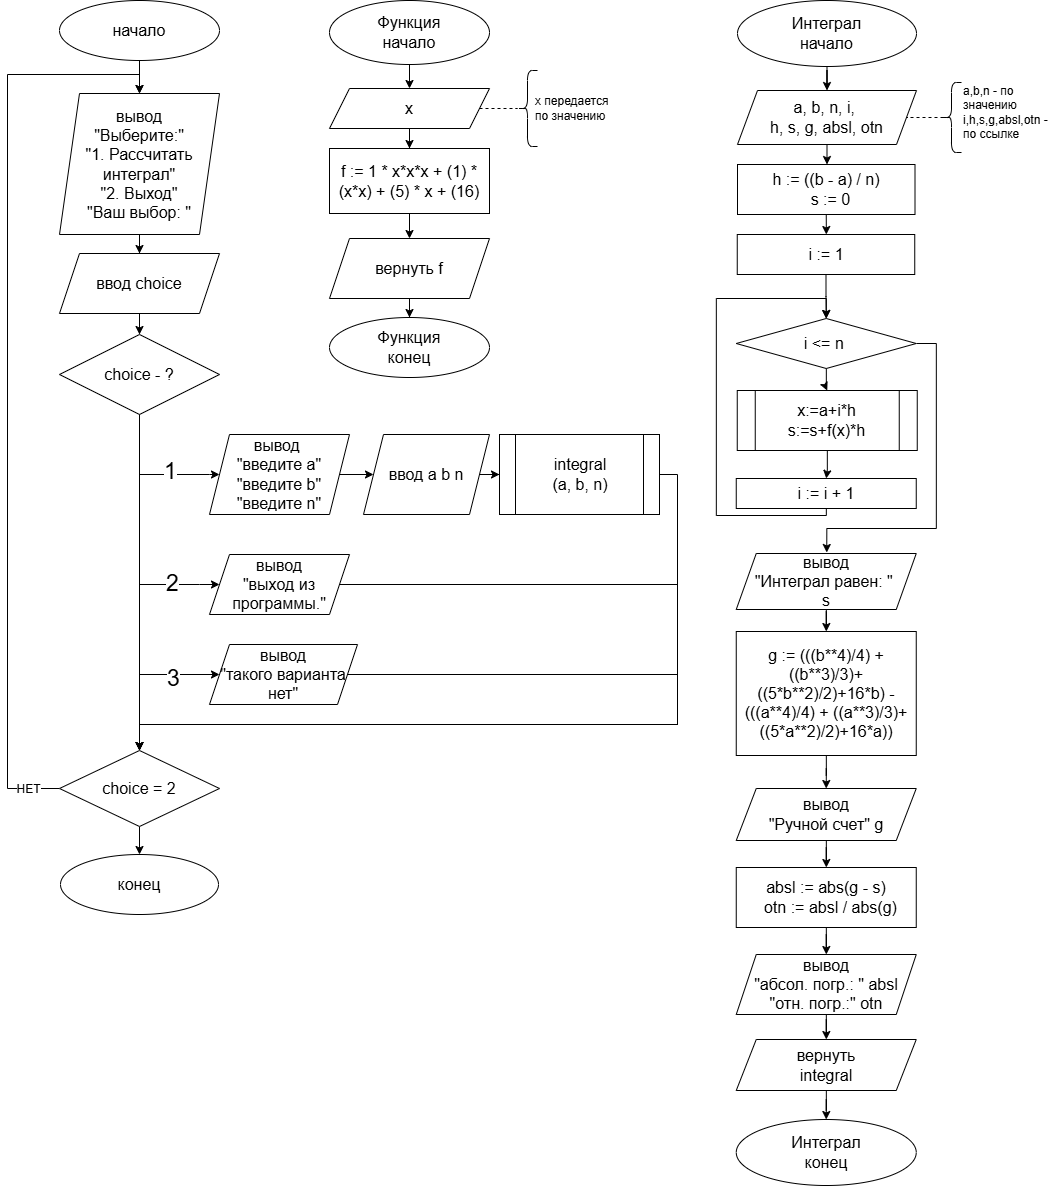 начало
вывод
"Выберите:"
"1. Рассчитать
интеграл"
"2. Выход"
"Ваш выбор: "
ввод choice
choice - ?
1
вывод
"введите a"
"введите b"
"введите n"
ввод a b n
integral
(a, b, n)
2
вывод
"выход из
программы."
3
вывод
"такого варианта
нет"
НЕТ
choice = 2
конец
Функция
начало
x
x передается
по значению
f := 1 * x*x*x + (1) *
(x*x) + (5) * x + (16)
вернуть f
Функция
конец
Интеграл
начало
a, b, n, i,
h, s, g, absl, otn
a,b,n - по
значению
i,h,s,g,absl,otn -
по ссылке
h := ((b - a) / n)
s := 0
i := 1
i <= n
x:=a+i*h
s:=s+f(x)*h
i := i + 1
вывод
"Интеграл равен: "
s
g := (((b**4)/4) +
((b**3)/3)+
((5*b**2)/2)+16*b) -
(((a**4)/4) + ((a**3)/3)+
((5*a**2)/2)+16*a))
вывод
"Ручной счет" g
absl := abs(g - s)
otn := absl / abs(g)
вывод
"абсол. погр.: " absl
"отн. погр.:" otn
вернуть
integral
Интеграл
конец